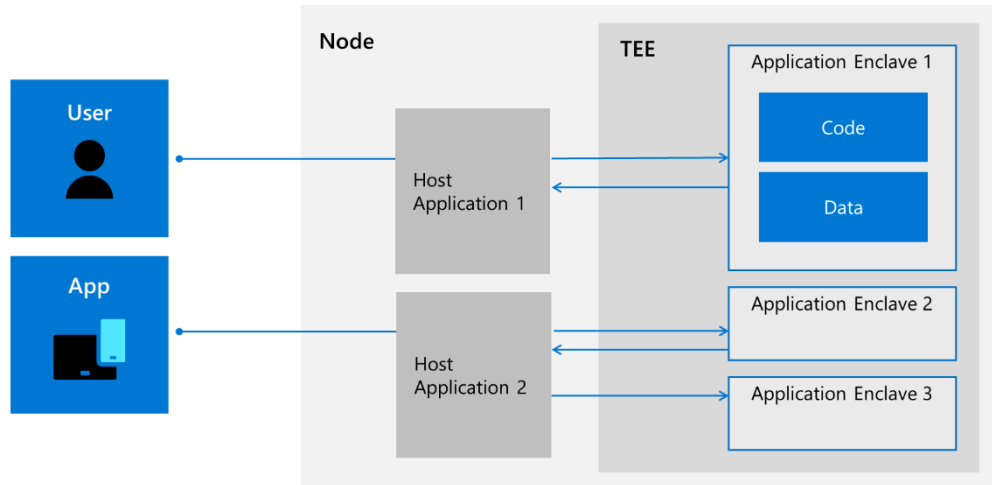 Node
TEE
Application Enclave 1
User
Code
Host
Application 1
Data
App
Application Enclave 2
Host
Application 2
Application Enclave 3